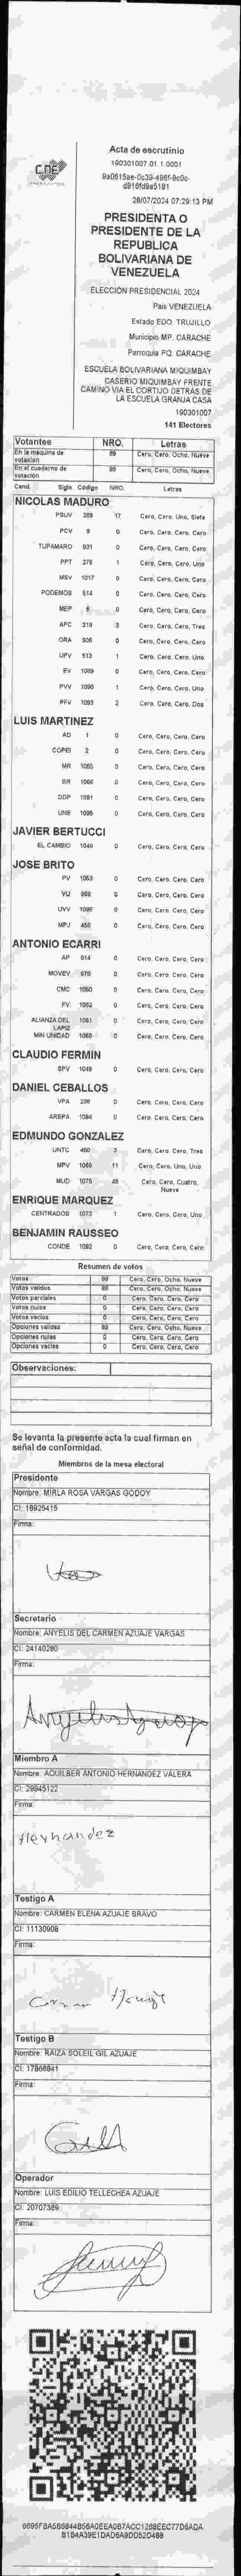 CNE
Acta de escrutinio
190301007.01.1.0001
28/07/2024 07:29:13 PM
PRESIDENTA O
PRESIDENTE DE LA
REPUBLICA
BOLIVARIANA DE
VENEZUELA
ELECCION PRESIDENCIAL 2024
Pais VENEZUELA
Estado EDO. TRUJILLO
Municipio MP. CARACHE
Parroquia PQ. CARACHE
ESCUELA BOLIVARIANA MIQUIMBAY
CASERIO MIQUIMBAY FRENTE
CAMINO VIA EL CORTIJO DETRAS DE
LA ESCUELA GRANJA CASA
190301007
141 Electores
Votantes NRO. Letras
En la máquina de votación 89 Cero, Cero, Ocho, Nueve
En el cuaderno de votación 89 Cero, Cero, Ocho, Nueve
Cand. Sigla Código NRO. Letras
NICOLAS MADURO
PSUV 269 17 Cero, Cero, Uno, Siete
PCV 9 0 Cero, Cero, Cero, Cero
TUPAMARO 931 0 Cero, Cero, Cero, Cero
PPT 276 1 Cero, Cero, Cero, Uno
MSV 1017 0 Cero, Cero, Cero, Cero
PODEMOS 514 0 Cero, Cero, Cero, Cero
MEP 6 0 Cero, Cero, Cero, Cero
APC 219 3 Cero, Cero, Cero, Tres
ORA 906 0 Cero, Cero, Cero, Cero
UPV 513 1 Cero, Cero, Cero, Uno
EV 1089 0 Cero, Cero, Cero, Cero
PVV 1090 1 Cero, Cero, Cero, Uno
PFV 1093 2 Cero, Cero, Cero, Dos
LUIS MARTINEZ
AD 1 0 Cero, Cero, Cero, Cero
COPEI 2 0 Cero, Cero, Cero, Cero
MR 1065 0 Cero, Cero, Cero, Cero
BR 1066 0 Cero, Cero, Cero, Cero
DDP 1091 0 Cero, Cero, Cero, Cero
UNE 1095 0 Cero, Cero, Cero, Cero
JAVIER BERTUCCI
EL CAMBIO 1049 0 Cero, Cero, Cero, Cero
JOSE BRITO
PV 1053 0 Cero, Cero, Cero, Cero
VU 869 0 Cero, Cero, Cero, Cero
UVV 1096 0 Cero, Cero, Cero, Cero
MPJ 458 0 Cero, Cero, Cero, Cero
ANTONIO ECARRI
AP 814 0 Cero, Cero, Cero, Cero
MOVEV 979 0 Cero, Cero, Cero, Cero
CMC 1050 0 Cero, Cero, Cero, Cero
FV 1062 0 Cero, Cero, Cero, Cero
ALIANZA DEL LAPIZ 1081 0 Cero, Cero, Cero, Cero
MIN UNIDAD 1068 0 Cero, Cero, Cero, Cero
CLAUDIO FERMIN
SPV 1048 0 Cero, Cero, Cero, Cero
DANIEL CEBALLOS
VPA 236 0 Cero, Cero, Cero, Cero
AREPA 1094 0 Cero, Cero, Cero, Cero
EDMUNDO GONZALEZ
UNTC 460 3 Cero, Cero, Cero, Tres
MPV 1060 11 Cero, Cero, Uno, Uno
MUD 1075 49 Cero, Cero, Cuatro, Nueve
ENRIQUE MARQUEZ
CENTRADOS 1073 1 Cero, Cero, Cero, Uno
BENJAMIN RAUSSEO
CONDE 1092 0 Cero, Cero, Cero, Cero
Resumen de votos
Votos 89 Cero, Cero, Ocho, Nueve
Votos válidos 89 Cero, Cero, Ocho, Nueve
Votos parciales 0 Cero, Cero, Cero, Cero
Votos nulos 0 Cero, Cero, Cero, Cero
Votos vacíos 0 Cero, Cero, Cero, Cero
Opciones válidas 89 Cero, Cero, Ocho, Nueve
Opciones nulas 0 Cero, Cero, Cero, Cero
Opciones vacías 0 Cero, Cero, Cero, Cero
Observaciones:
Se levanta la presente acta la cual firman en
señal de conformidad.
Miembros de la mesa electoral
Presidente
Nombre: MIRLA ROSA VARGAS GODOY
CI: 18925415
Firma:
Secretario
Nombre: ANYELIS DEL CARMEN AZUAJE VARGAS
CI: 24140280
Firma:
Miembro A
Nombre: AQUILBER ANTONIO HERNANDEZ VALERA
CI: 29945122
Firma:
Hernandez
Testigo A
Nombre: CARMEN ELENA AZUAJE BRAVO
CI: 11130908
Firma:
Testigo B
Nombre: RAIZA SOLEIL GIL AZUAJE
CI: 17866841
Firma:
Operador
Nombre: LUIS EDILIO TELLECHEA AZUAJE
CI: 20707389
Firma: